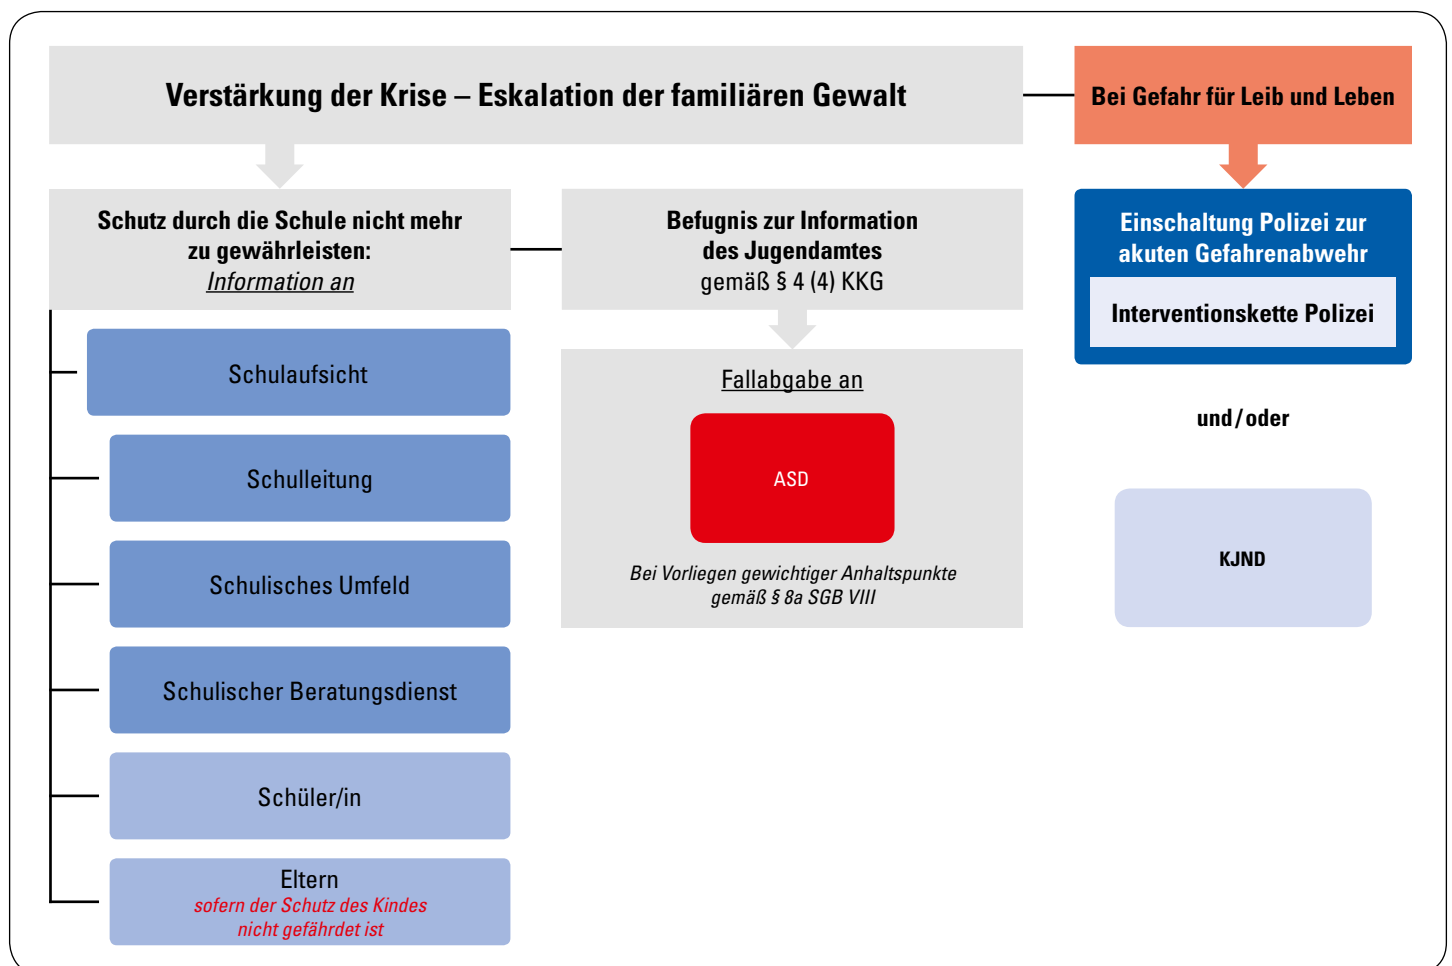 Verstärkung der Krise – Eskalation der familiären Gewalt
Bei Gefahr für Leib und Leben
Schutz durch die Schule nicht mehr
zu gewährleisten:
Information an
Schulaufsicht
Schulleitung
Schulisches Umfeld
Schulischer Beratungsdienst
Schüler/in
Eltern
sofern der Schutz des Kindes
nicht gefährdet ist
Befugnis zur Information
des Jugendamtes
gemäß § 4 (4) KKG
Fallabgabe an
ASD
Bei Vorliegen gewichtiger Anhaltspunkte
gemäß § 8a SGB VIII
Einschaltung Polizei zur
akuten Gefahrenabwehr
Interventionskette Polizei
und/oder
KJND